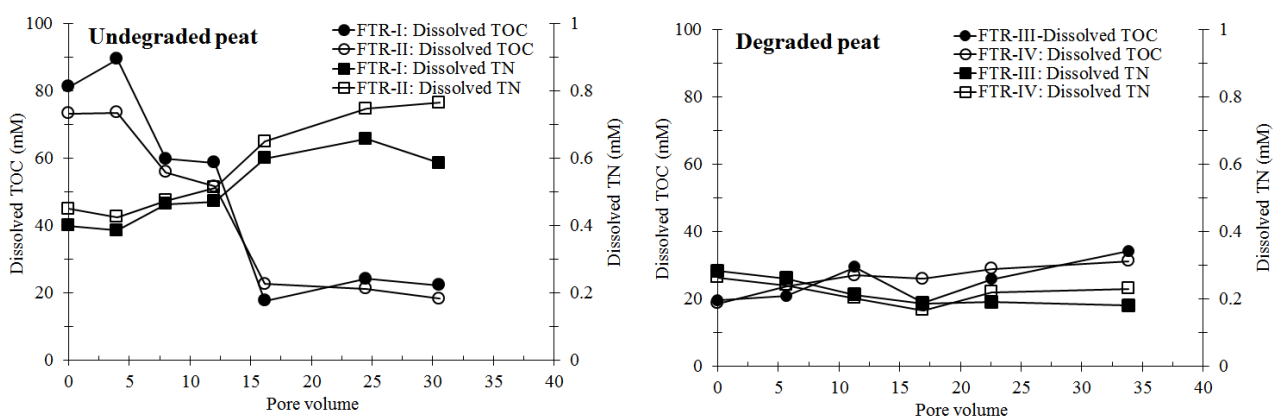 Undegraded peat
FTR-I: Dissolved TOC
FTR-II: Dissolved TOC
FTR-I: Dissolved TN
FTR-II: Dissolved TN
Dissolved TOC (mM)
100
80
60
40
20
0
1
0.8
0.6
0.4
0.2
0
Dissolved TN (mM)
0 5 10 15 20 25 30 35 40
Pore volume
Degraded peat
FTR-III-Dissolved TOC
FTR-IV: Dissolved TOC
FTR-III: Dissolved TN
FTR-IV: Dissolved TN
Dissolved TOC (mM)
100
80
60
40
20
0
1
0.8
0.6
0.4
0.2
0
Dissolved TN (mM)
0 5 10 15 20 25 30 35 40
Pore volume